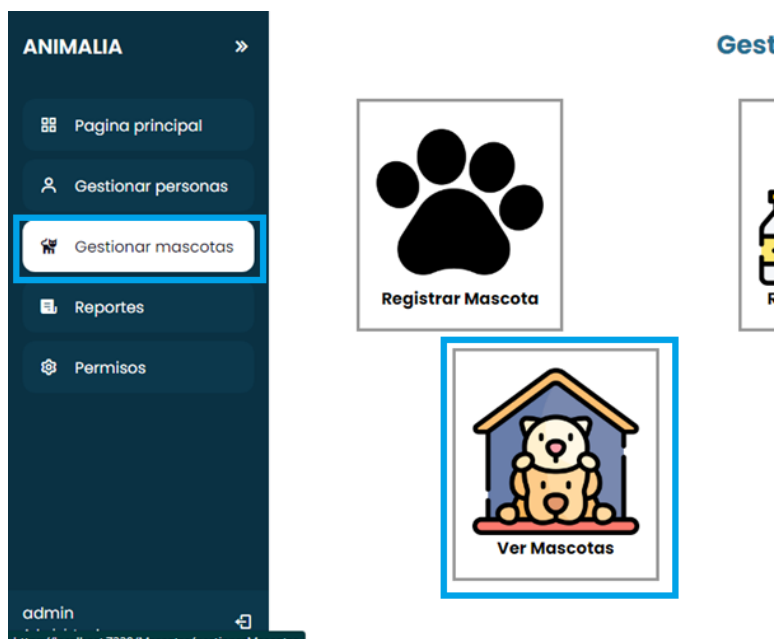 ANIMALIA
Pagina principal
Gestionar personas
Gestionar mascotas
Reportes
Permisos
admin
Gest
Registrar Mascota
R
Ver Mascotas